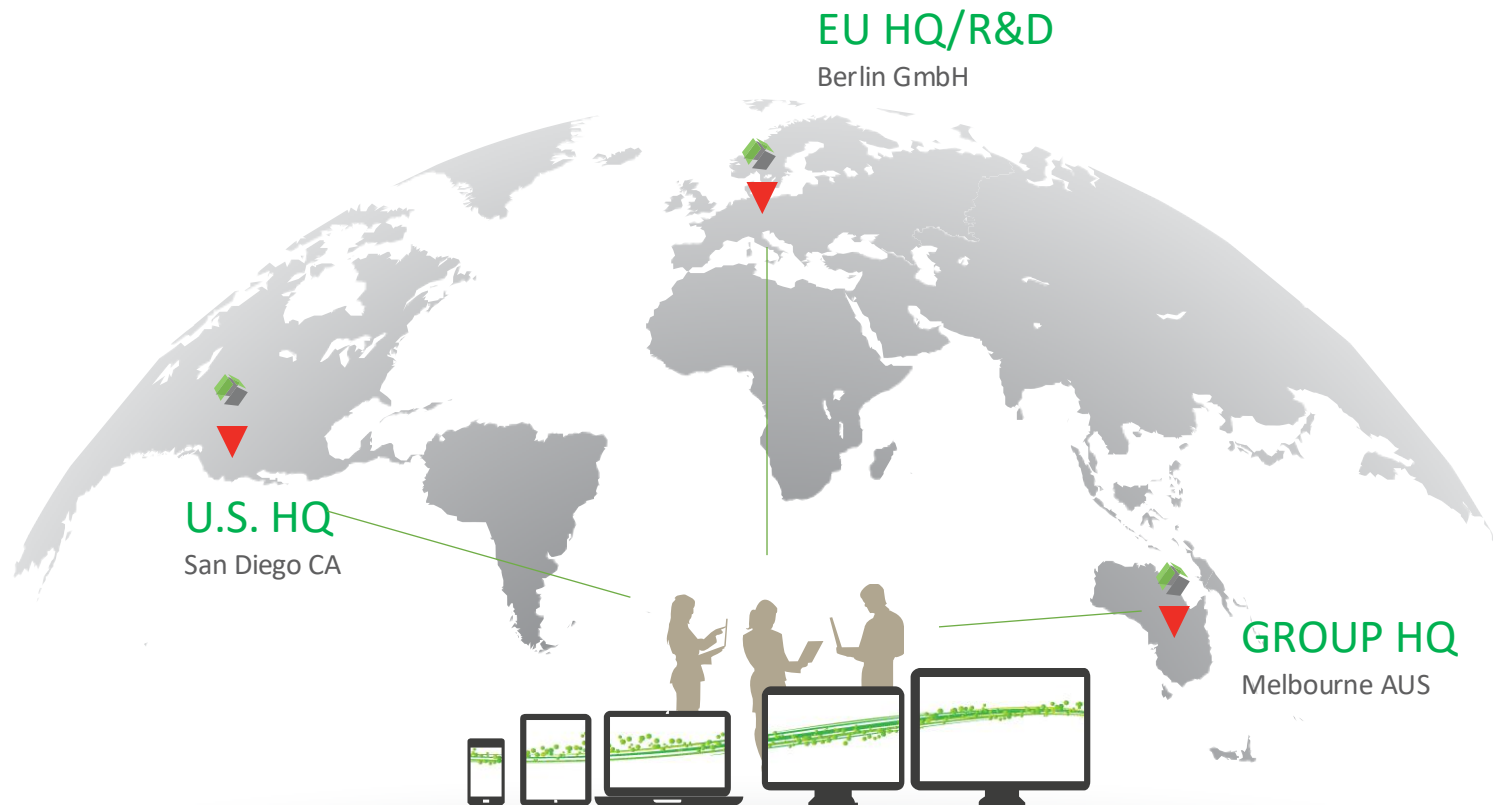 EU HQ/R&D
Berlin GmbH
U.S. HQ
San Diego CA
GROUP HQ
Melbourne AUS